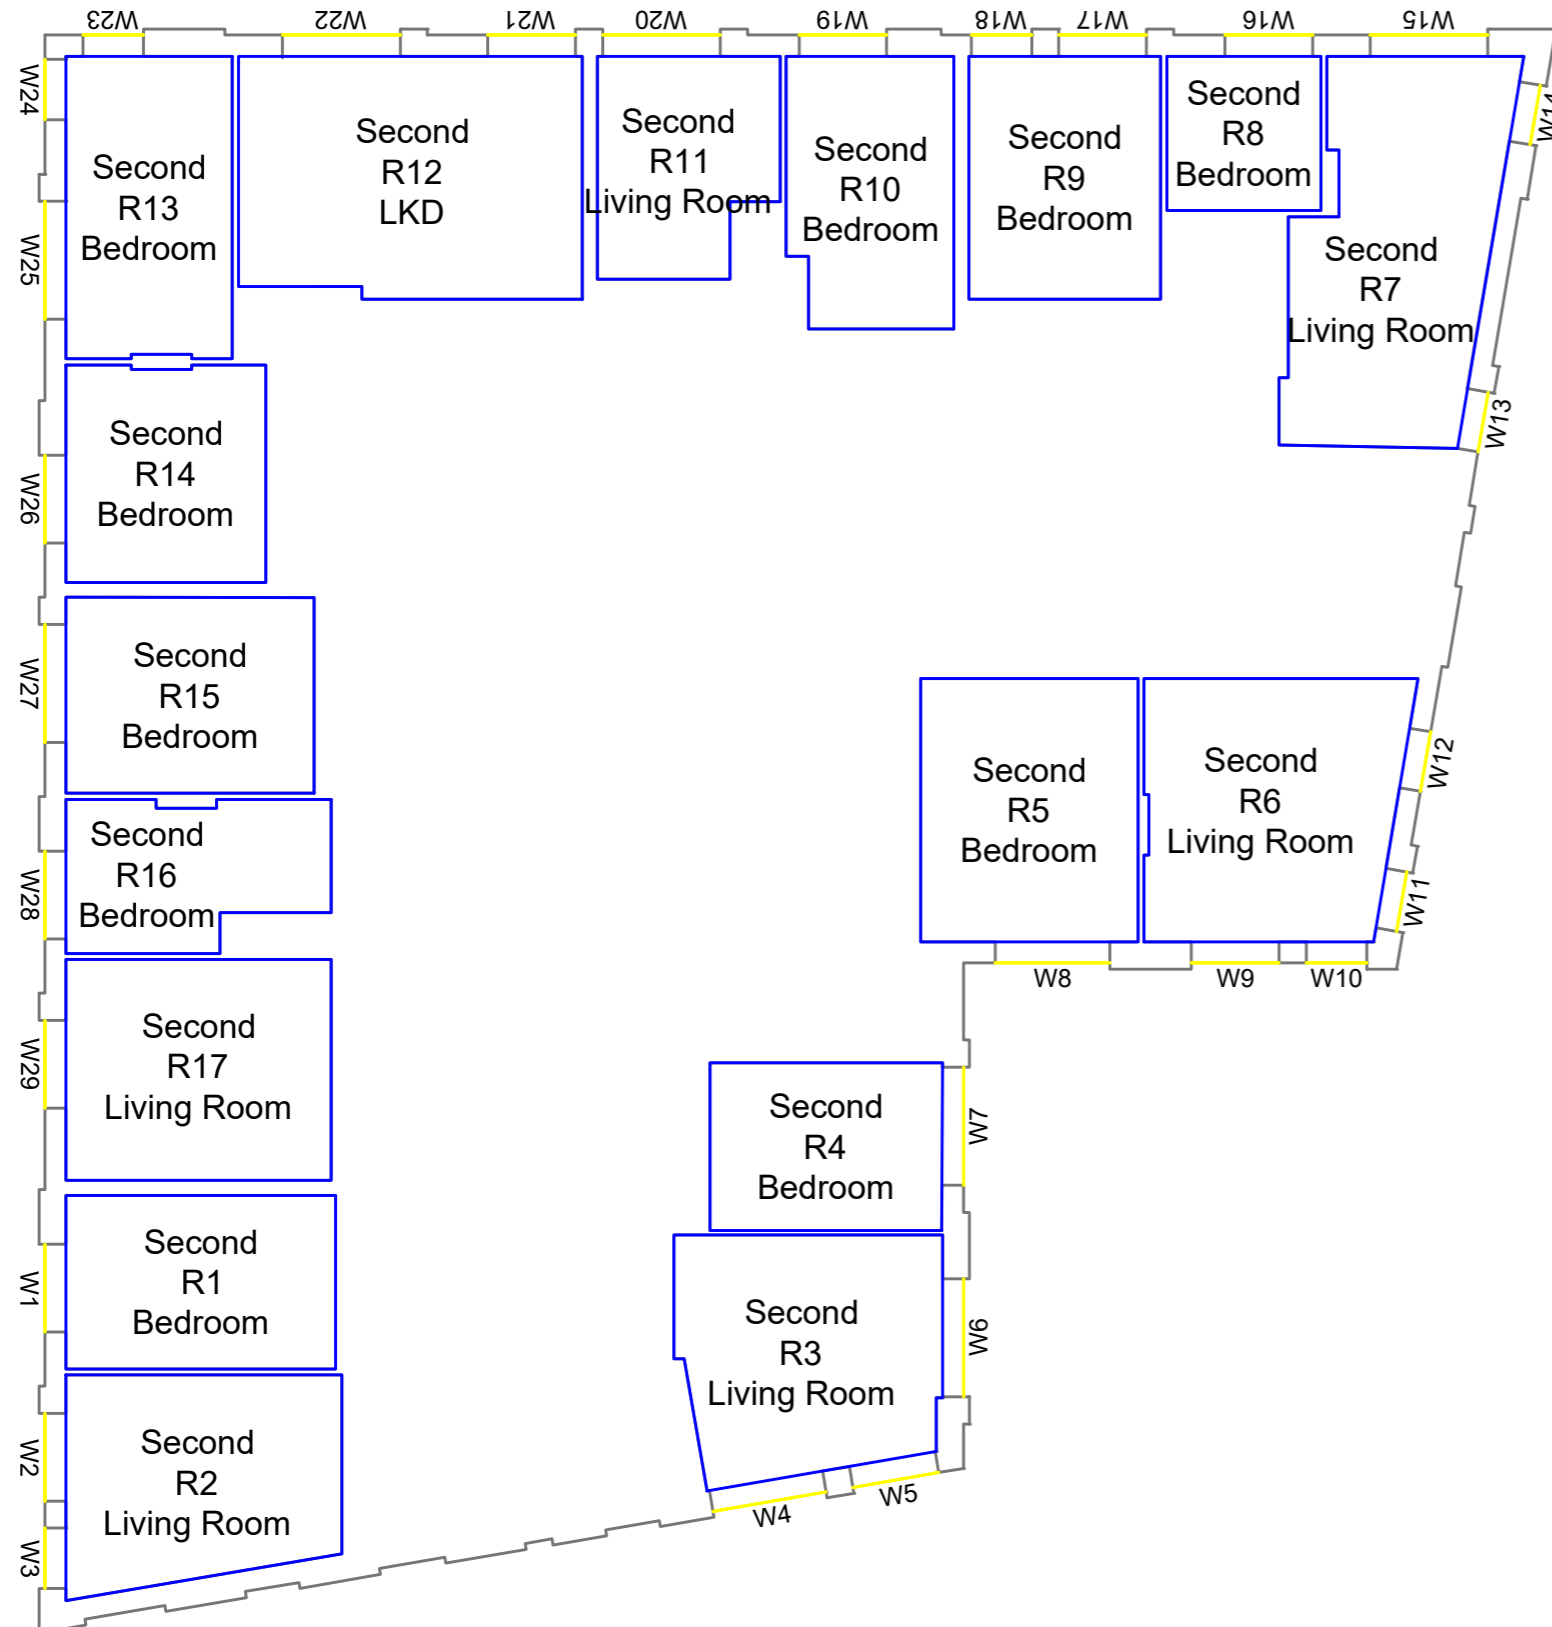 W23
W22
W21
W20
W19
W18
W17
W16
W15
W24
W25
W26
W27
W28
W29
W1
W2
W3
W14
W13
W12
W11
Second
R13
Bedroom
Second
R12
LKD
Second
R11
Living Room
Second
R10
Bedroom
Second
R9
Bedroom
Second
R8
Bedroom
Second
R7
Living Room
Second
R14
Bedroom
Second
R15
Bedroom
Second
R16
Bedroom
Second
R17
Living Room
Second
R1
Bedroom
Second
R2
Living Room
Second
R5
Bedroom
Second
R6
Living Room
W8
W9
W10
Second
R4
Bedroom
W7
Second
R3
Living Room
W6
W4
W5